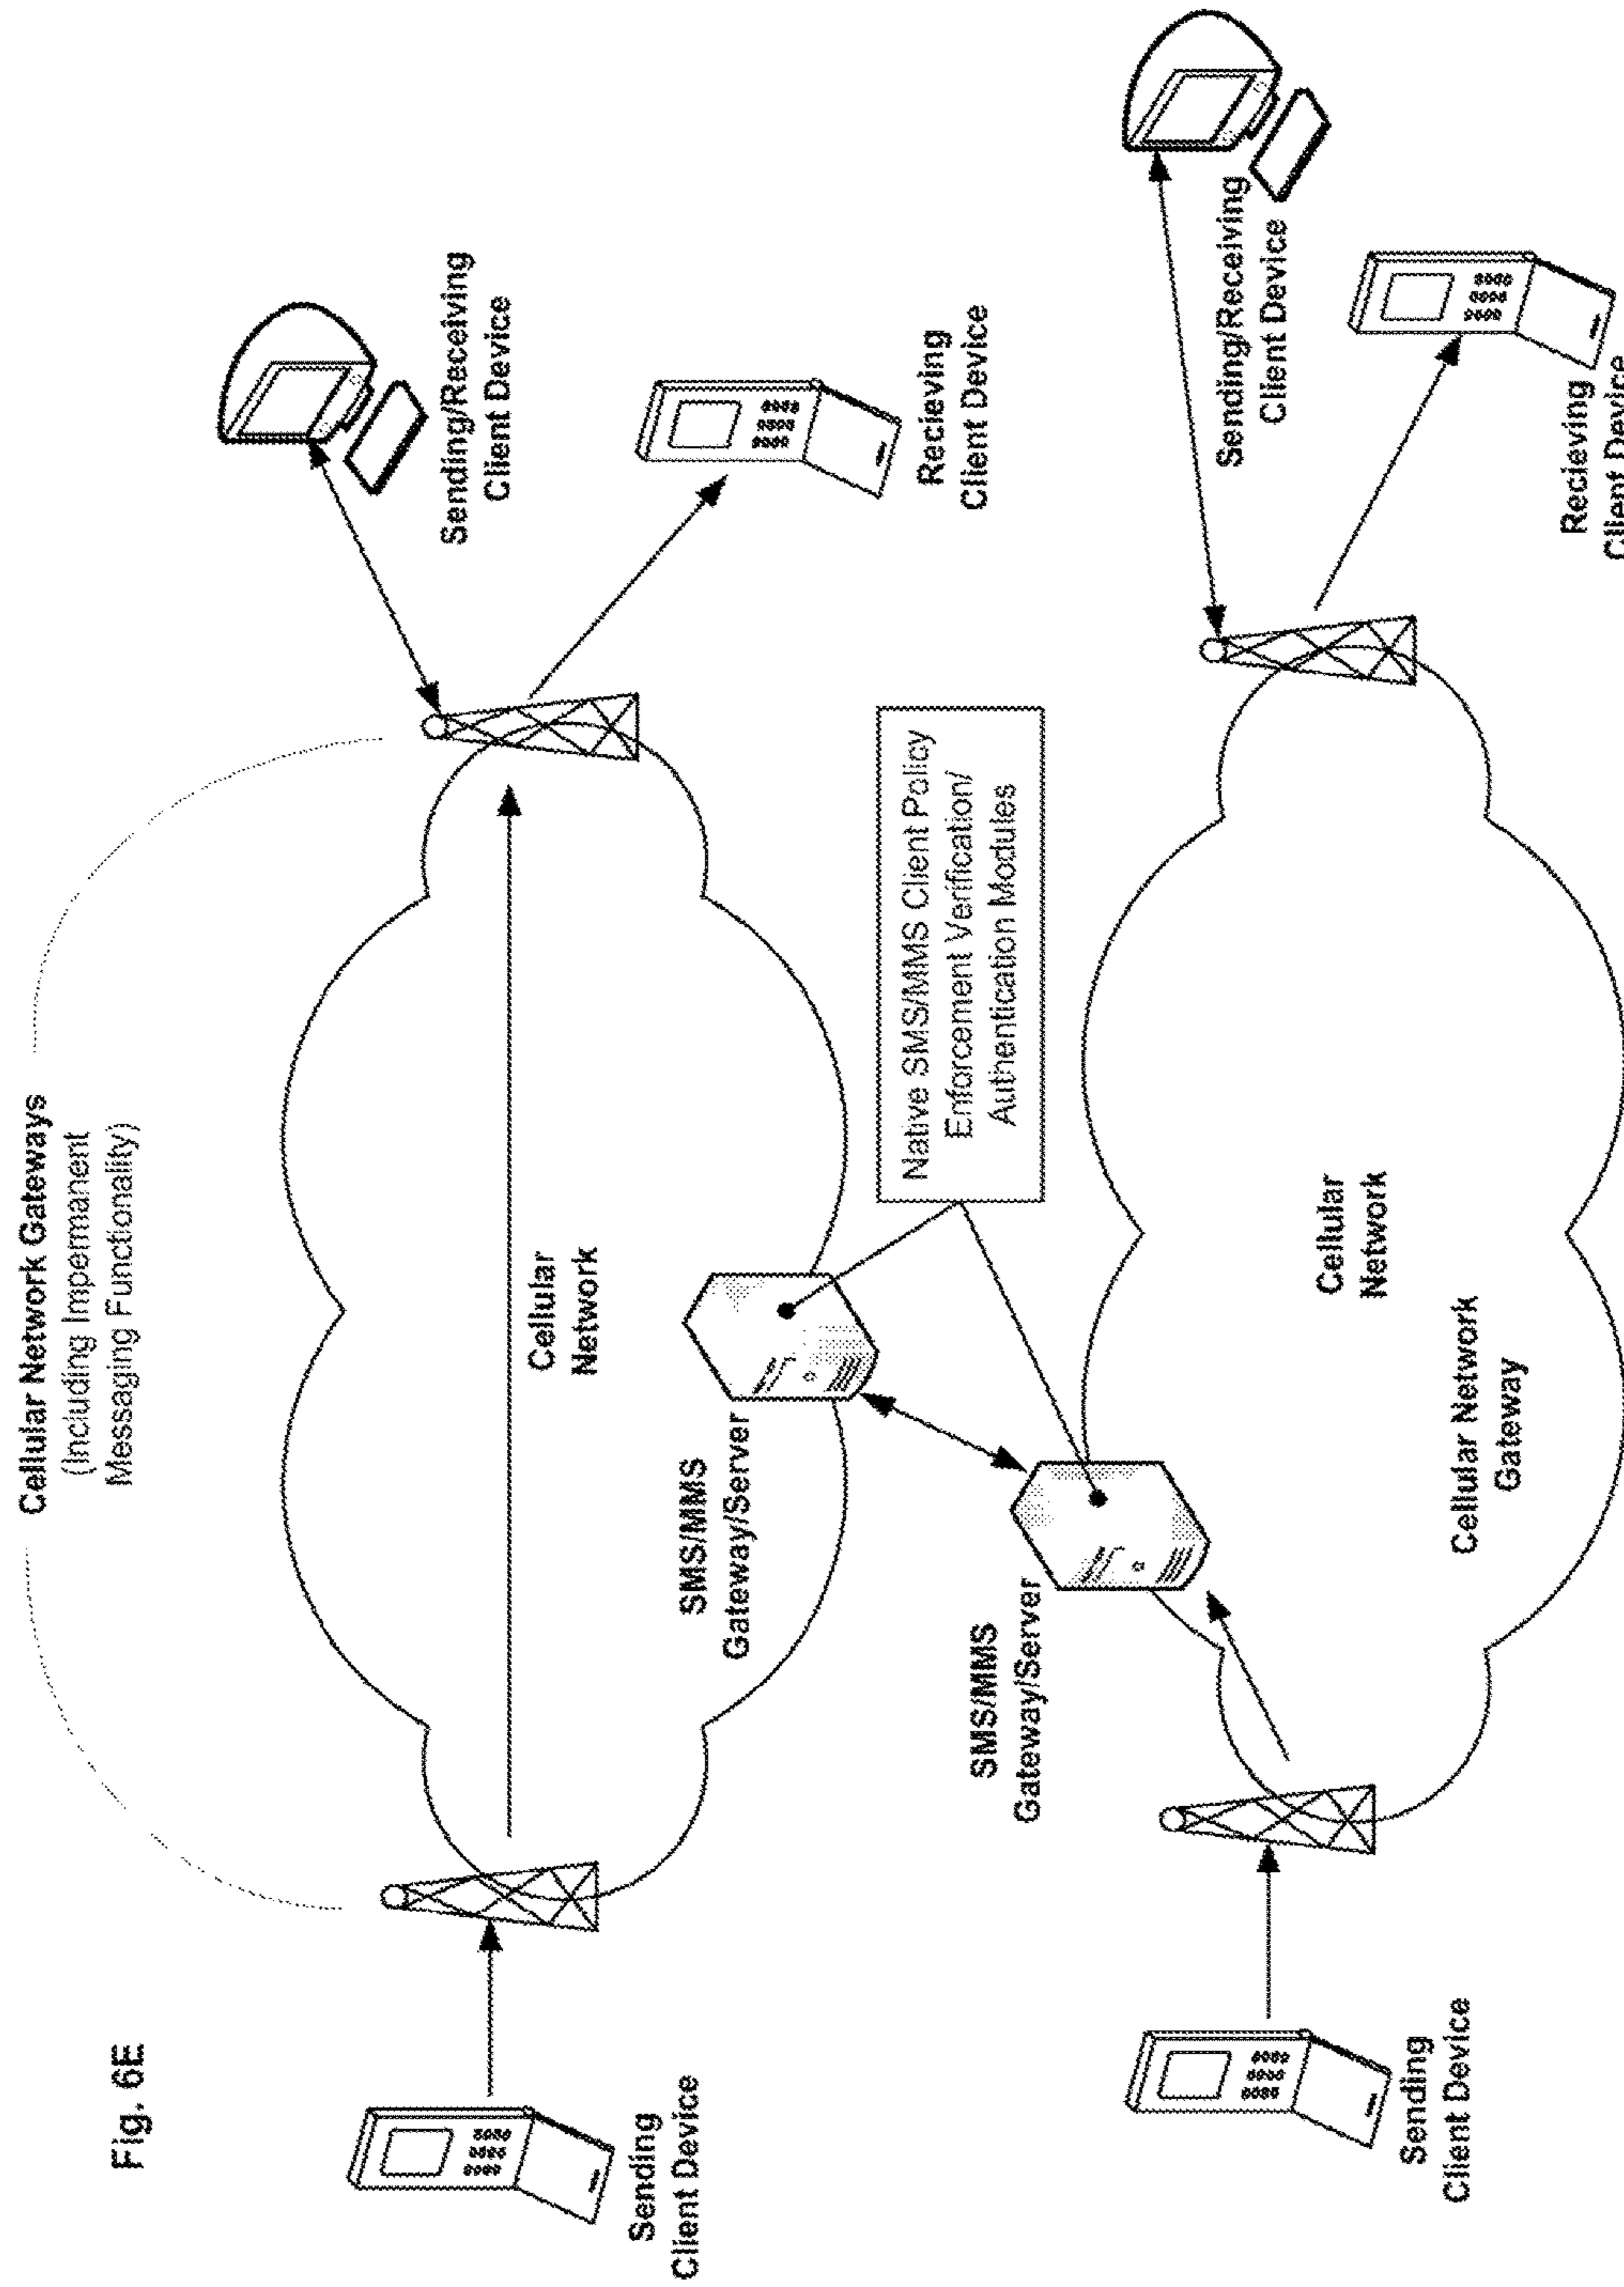 Fig. 6E
Cellular Network Gateways
(Including Impermanent
Messaging Functionality)
Sending
Client Device
Cellular
Network
Sending/Receiving
Client Device
Recieving
Client Device
SMS/MMS
Gateway/Server
Native SMS/MMS Client Policy
Enforcement Verification/
Authentication Modules
SMS/MMS
Gateway/Server
Sending
Client Device
Cellular
Network
Cellular Network
Gateway
Sending/Receiving
Client Device
Recieving
Client Device